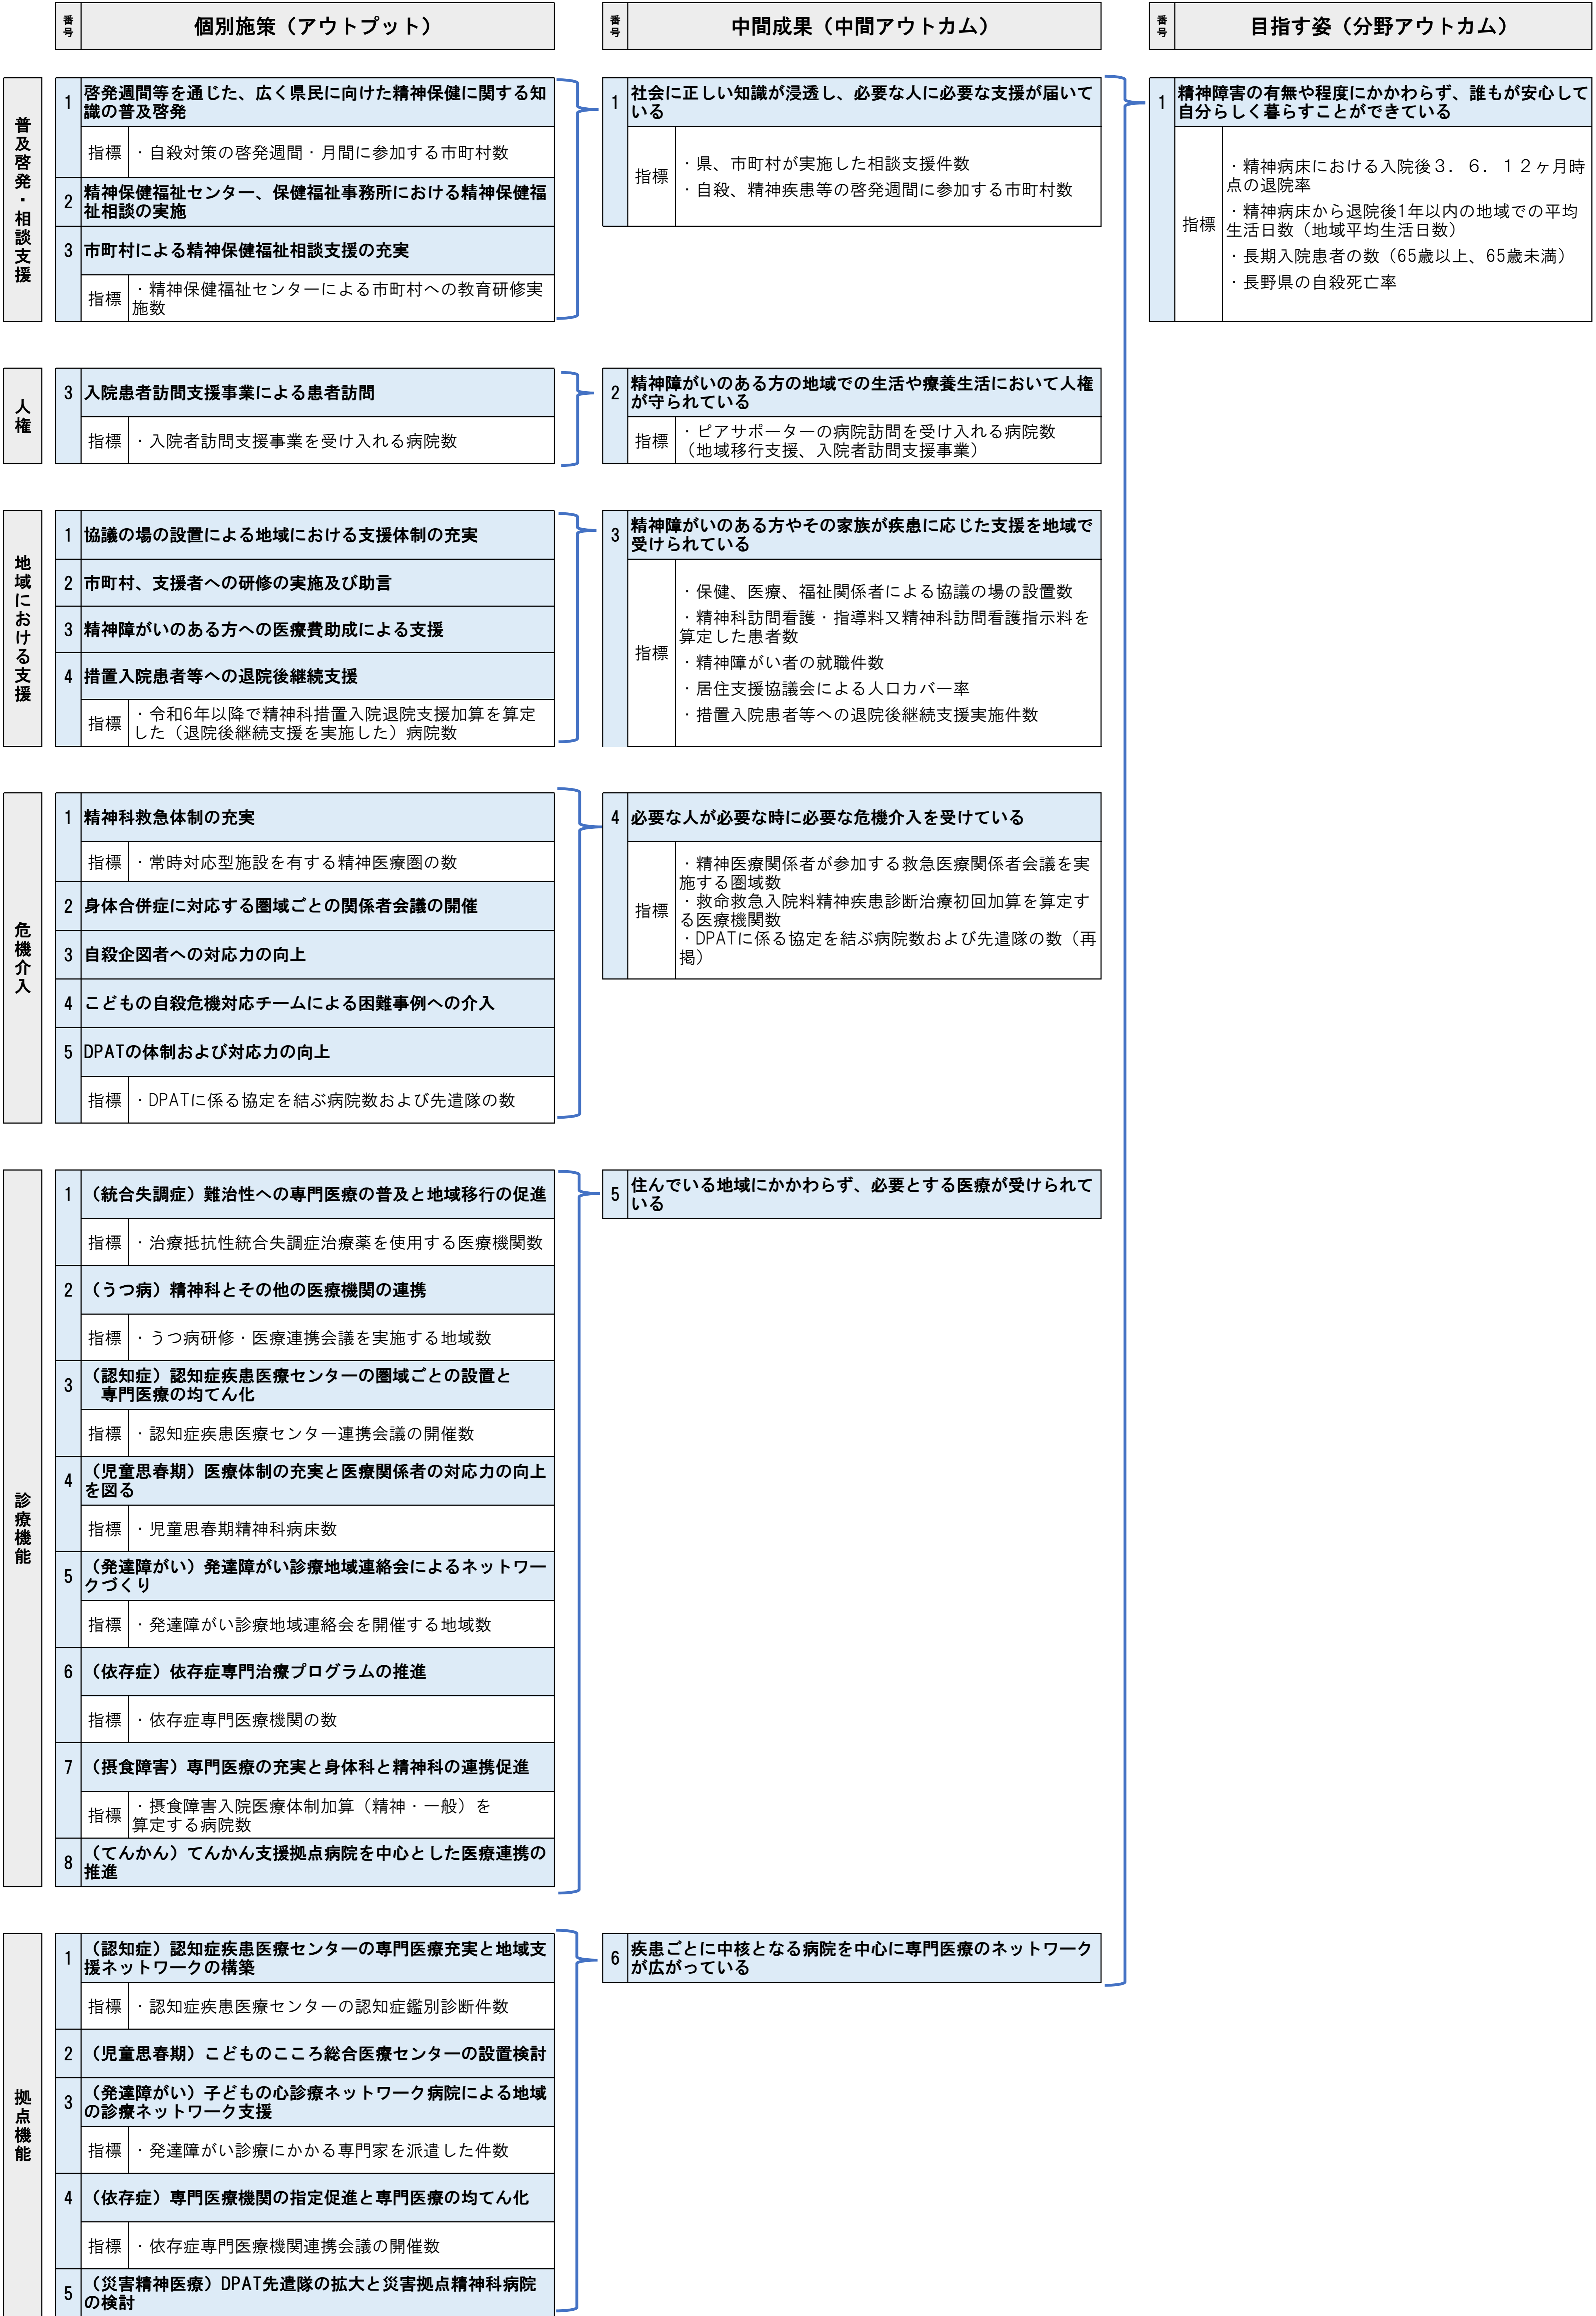 番号
個別施策（アウトプット）
番号
中間成果（中間アウトカム）
番号
目指す姿（分野アウトカム）
普及啓発・相談支援
1
啓発週間等を通じた、広く県民に向けた精神保健に関する知
識の普及啓発
指標
・自殺対策の啓発週間・月間に参加する市町村数
2
精神保健福祉センター、保健福祉事務所における精神保健福
祉相談の実施
3
市町村による精神保健福祉相談支援の充実
指標
・精神保健福祉センターによる市町村への教育研修実
施数
1
社会に正しい知識が浸透し、必要な人に必要な支援が届いて
いる
指標
・県、市町村が実施した相談支援件数
・自殺、精神疾患等の啓発週間に参加する市町村数
1
精神障害の有無や程度にかかわらず、誰もが安心して
自分らしく暮らすことができている
指標
・精神病床における入院後３．６．１２ヶ月時
点の退院率
・精神病床から退院後1年以内の地域での平均
生活日数（地域平均生活日数）
・長期入院患者の数（65歳以上、65歳未満）
・長野県の自殺死亡率
人権
3
入院患者訪問支援事業による患者訪問
指標
・入院者訪問支援事業を受け入れる病院数
2
精神障がいのある方の地域での生活や療養生活において人権
が守られている
指標
・ピアサポーターの病院訪問を受け入れる病院数
（地域移行支援、入院者訪問支援事業）
地域における支援
1
協議の場の設置による地域における支援体制の充実
2
市町村、支援者への研修の実施及び助言
3
精神障がいのある方への医療費助成による支援
4
措置入院患者等への退院後継続支援
指標
・令和6年以降で精神科措置入院退院支援加算を算定
した（退院後継続支援を実施した）病院数
3
精神障がいのある方やその家族が疾患に応じた支援を地域で
受けられている
指標
・保健、医療、福祉関係者による協議の場の設置数
・精神科訪問看護・指導料又精神科訪問看護指示料を
算定した患者数
・精神障がい者の就職件数
・居住支援協議会による人口カバー率
・措置入院患者等への退院後継続支援実施件数
危機介入
1
精神科救急体制の充実
指標
・常時対応型施設を有する精神医療圏の数
2
身体合併症に対応する圏域ごとの関係者会議の開催
3
自殺企図者への対応力の向上
4
こどもの自殺危機対応チームによる困難事例への介入
5
DPATの体制および対応力の向上
指標
・DPATに係る協定を結ぶ病院数および先遣隊の数
4
必要な人が必要な時に必要な危機介入を受けている
指標
・精神医療関係者が参加する救急医療関係者会議を実
施する圏域数
・救命救急入院料精神疾患診断治療初回加算を算定す
る医療機関数
・DPATに係る協定を結ぶ病院数および先遣隊の数（再
掲）
診療機能
1
（統合失調症）難治性への専門医療の普及と地域移行の促進
指標
・治療抵抗性統合失調症治療薬を使用する医療機関数
2
（うつ病）精神科とその他の医療機関の連携
指標
・うつ病研修・医療連携会議を実施する地域数
3
（認知症）認知症疾患医療センターの圏域ごとの設置と
専門医療の均てん化
指標
・認知症疾患医療センター連携会議の開催数
4
（児童思春期）医療体制の充実と医療関係者の対応力の向上
を図る
指標
・児童思春期精神科病床数
5
（発達障がい）発達障がい診療地域連絡会によるネットワー
クづくり
指標
・発達障がい診療地域連絡会を開催する地域数
6
（依存症）依存症専門治療プログラムの推進
指標
・依存症専門医療機関の数
7
（摂食障害）専門医療の充実と身体科と精神科の連携促進
指標
・摂食障害入院医療体制加算（精神・一般）を
算定する病院数
8
（てんかん）てんかん支援拠点病院を中心とした医療連携の
推進
5
住んでいる地域にかかわらず、必要とする医療が受けられて
いる
拠点機能
1
（認知症）認知症疾患医療センターの専門医療充実と地域支
援ネットワークの構築
指標
・認知症疾患医療センターの認知症鑑別診断件数
2
（児童思春期）こどものこころ総合医療センターの設置検討
3
（発達障がい）子どもの心診療ネットワーク病院による地域
の診療ネットワーク支援
指標
・発達障がい診療にかかる専門家を派遣した件数
4
（依存症）専門医療機関の指定促進と専門医療の均てん化
指標
・依存症専門医療機関連携会議の開催数
5
（災害精神医療）DPAT先遣隊の拡大と災害拠点精神科病院
の検討
6
疾患ごとに中核となる病院を中心に専門医療のネットワーク
が広がっている